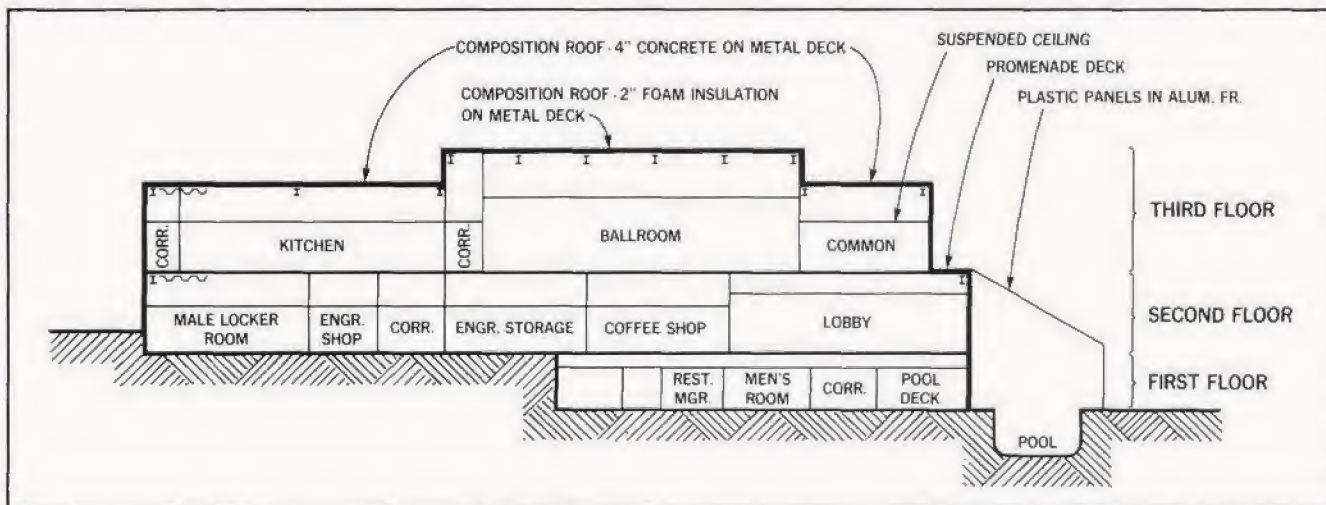 COMPOSITION ROOF - 4" CONCRETE ON METAL DECK
SUSPENDED CEILING
PROMENADE DECK
COMPOSITION ROOF - 2" FOAM INSULATION
ON METAL DECK
PLASTIC PANELS IN ALUM. FR.
THIRD FLOOR
CORR.
KITCHEN
CORR.
BALLROOM
COMMON
SECOND FLOOR
MALE LOCKER
ROOM
ENGR.
SHOP
CORR.
ENGR. STORAGE
COFFEE SHOP
LOBBY
FIRST FLOOR
REST.
MGR.
MEN'S
ROOM
CORR.
POOL
DECK
POOL